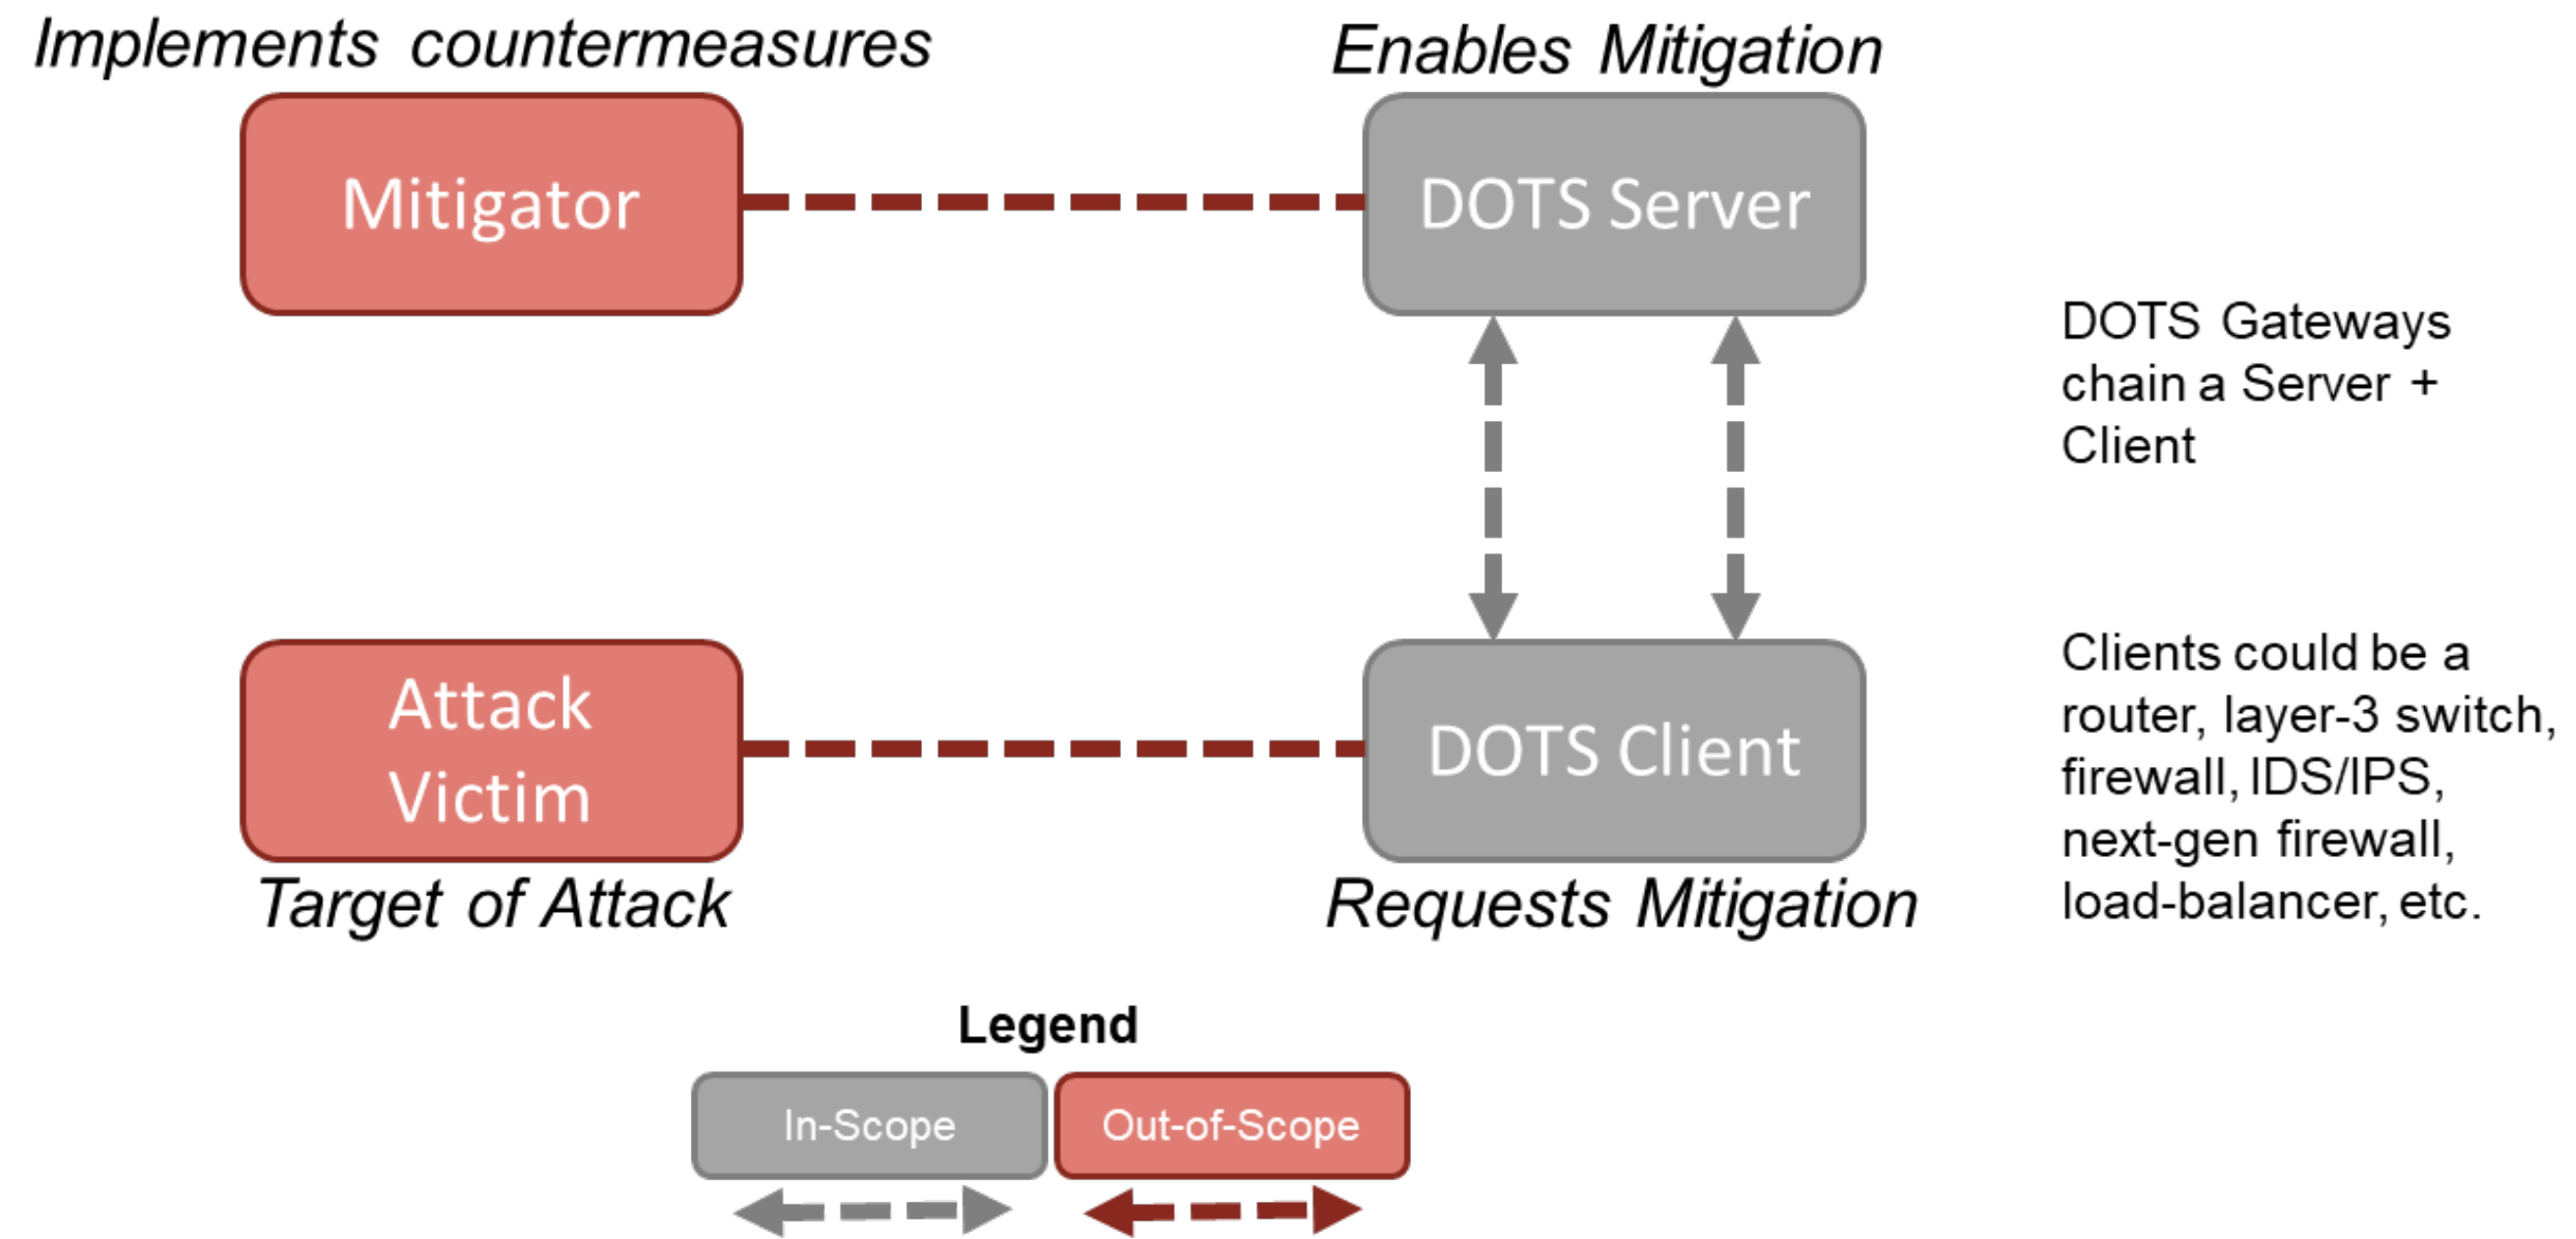 Implements countermeasures
Enables Mitigation
Mitigator
DOTS Server
DOTS Gateways
chain a Server +
Client
Attack
Victim
DOTS Client
Clients could be a
router, layer-3 switch,
firewall, IDS/IPS,
next-gen firewall,
load-balancer, etc.
Target of Attack
Requests Mitigation
Legend
In-Scope
Out-of-Scope